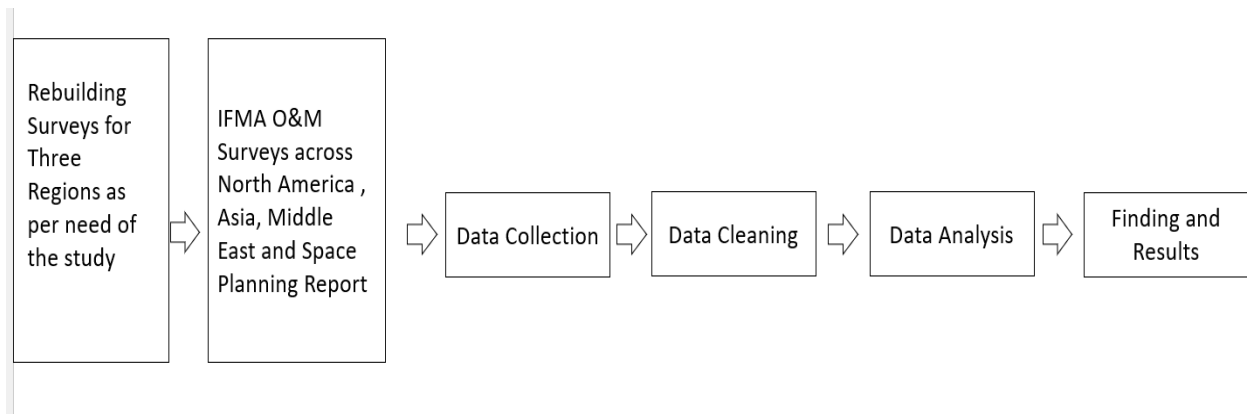 Rebuilding
Surveys for
Three
Regions as
per need of
the study
IFMA O&M
Surveys across
North America ,
Asia, Middle
East and Space
Planning Report
Data Collection
Data Cleaning
Data Analysis
Finding and
Results